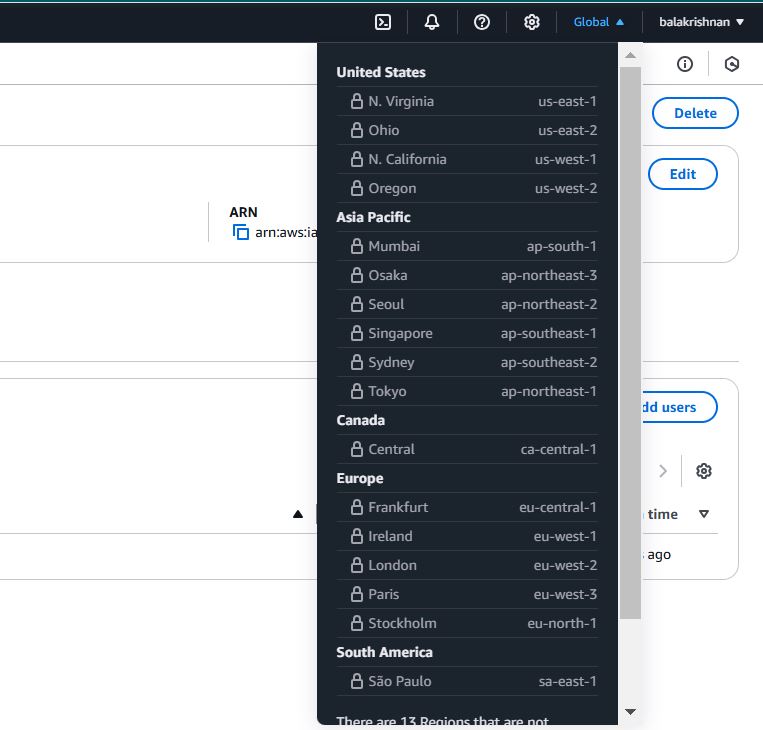 Global ▲ balakrishnan ▼
United States
N. Virginia us-east-1
Delete
Ohio us-east-2
N. California us-west-1
Edit
Oregon us-west-2
ARN
Asia Pacific
arn:aws:ia
Mumbai ap-south-1
Osaka ap-northeast-3
Seoul ap-northeast-2
Singapore ap-southeast-1
Sydney ap-southeast-2
Tokyo ap-northeast-1
dd users
Canada
Central ca-central-1
Europe
Frankfurt eu-central-1
time
Ireland eu-west-1
ago
London eu-west-2
Paris eu-west-3
Stockholm eu-north-1
South America
São Paulo sa-east-1
There are 13 Regions that are not